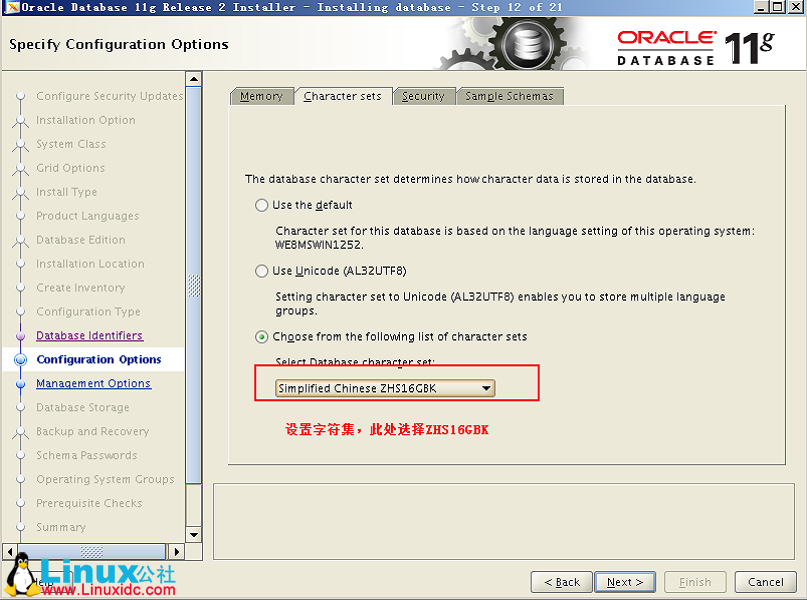 Oracle Database 11g Release 2 Installer - Installing database - Step 12 of 21
Specify Configuration Options
ORACLE
DATABASE
11g
Configure Security Updates
Installation Option
System Class
Grid Options
Install Type
Product Languages
Database Edition
Installation Location
Create Inventory
Configuration Type
Database Identifiers
Configuration Options
Management Options
Database Storage
Backup and Recovery
Schema Passwords
Operating System Groups
Prerequisite Checks
Summary
Memory
Character sets
Security
Sample Schemas
The database character set determines how character data is stored in the database.
Use the default
Character set for this database is based on the language setting of this operating system:
WE8MSWIN1252.
Use Unicode (AL32UTF8)
Setting character set to Unicode (AL32UTF8) enables you to store multiple language
groups.
Choose from the following list of character sets
Select Database character set:
Simplified Chinese ZHS16GBK
设置字符集，此处选择ZHS16GBK
Help
< Back
Next >
Finish
Cancel
Linux公社
www.Linuxidc.com